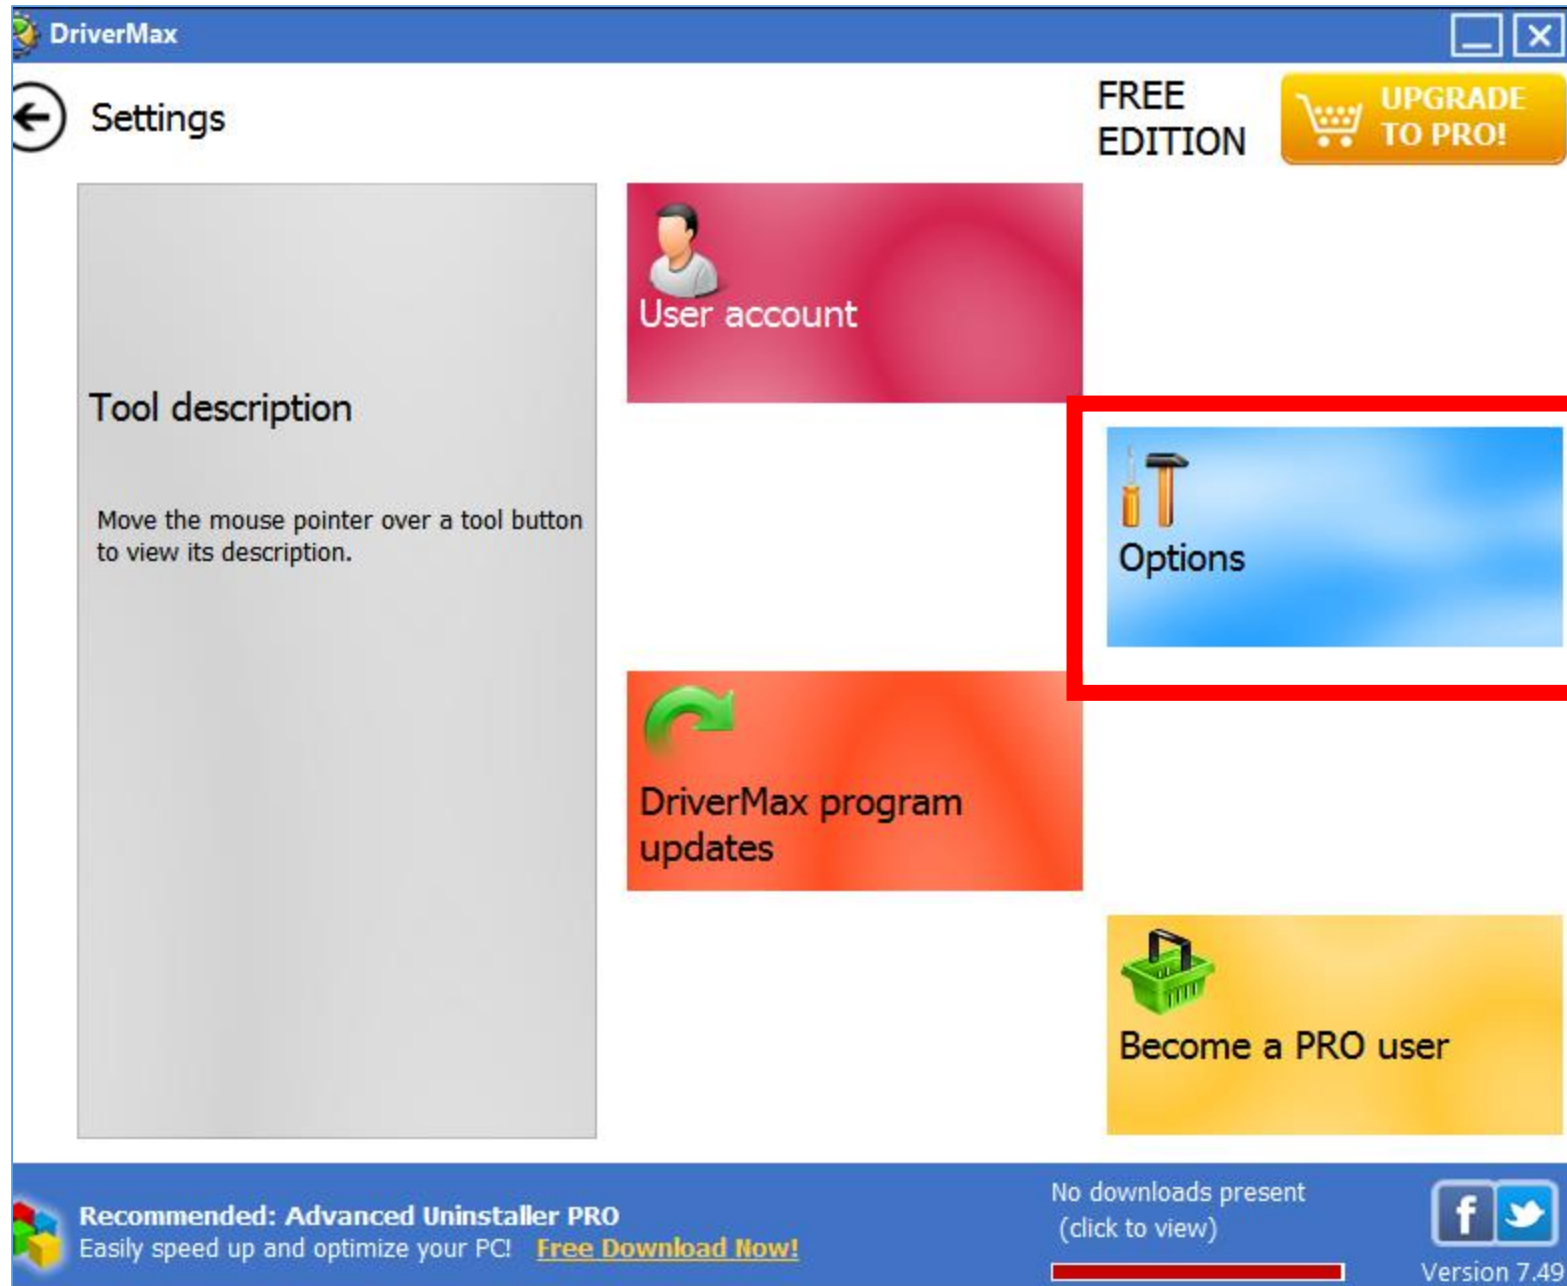 DriverMax
Settings
FREE
EDITION
UPGRADE
TO PRO!
User account
Tool description
Move the mouse pointer over a tool button
to view its description.
Options
DriverMax program
updates
Become a PRO user
Recommended: Advanced Uninstaller PRO
Easily speed up and optimize your PC! Free Download Now!
No downloads present
(click to view)
f
Version 7.49